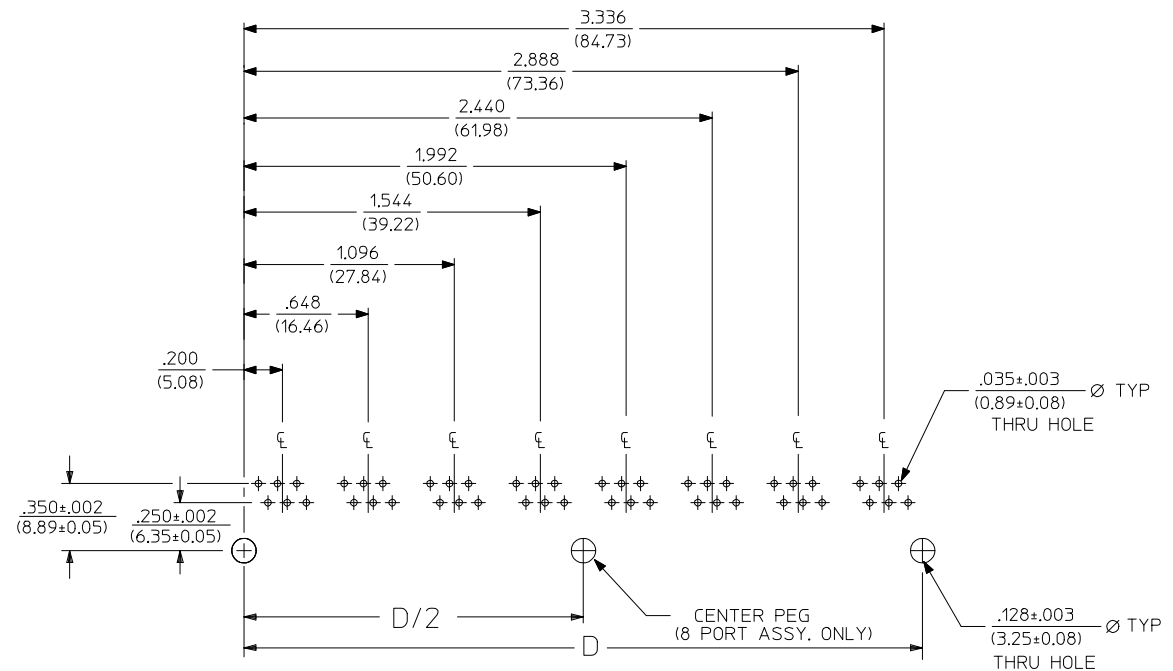 3.336
(84.73)
2.888
(73.36)
2.440
(61.98)
1.992
(50.60)
1.544
(39.22)
1.096
(27.84)
.648
(16.46)
.200
(5.08)
.035±.003
(0.89±0.08)
Ø TYP
THRU HOLE
℄ ℄ ℄ ℄ ℄ ℄ ℄ ℄
.350±.002
(8.89±0.05)
.250±.002
(6.35±0.05)
D/2
CENTER PEG
(8 PORT ASSY. ONLY)
D
.128±.003
(3.25±0.08)
Ø TYP
THRU HOLE